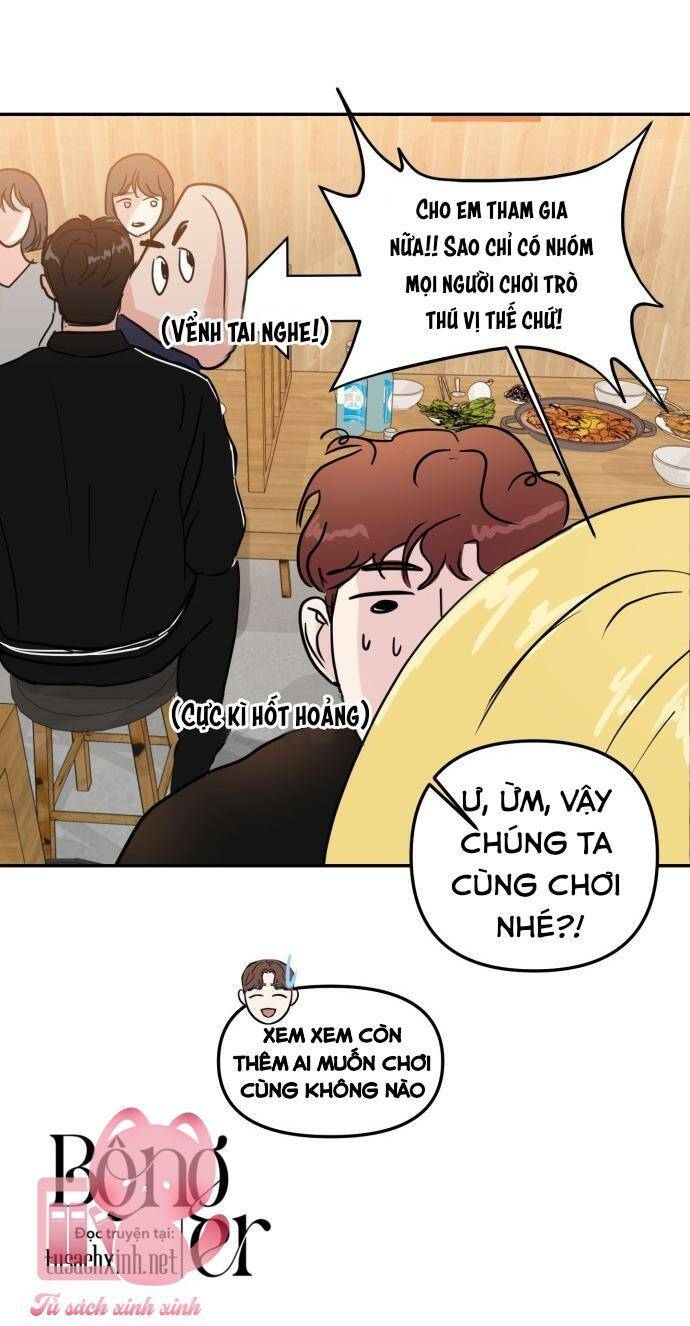 CHO EM THAM GIA
NỮA!! SAO CHỈ CÓ NHÓM
MỌI NGƯỜI CHƠI TRÒ
THÚ VỊ THẾ CHỨ!
(VỂNH TAI NGHE!)
(CỰC KÌ HỐT HOẢNG)
Ư, ỪM, VẬY
CHÚNG TA
CÙNG CHƠI
NHÉ?!
XEM XEM CÒN
THÊM AI MUỐN CHƠI
CÙNG KHÔNG NÀO
Bông
Đọc truyện tại:
tusachxinh.net
Tủ sách xinh xinh